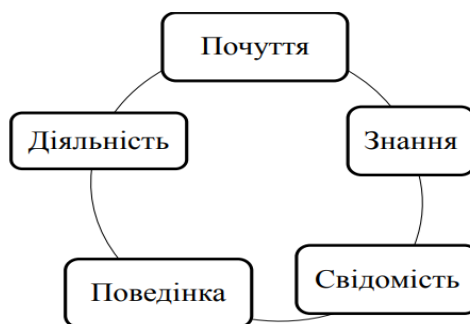 Почуття
Діяльність
Знання
Свідомість
Поведінка